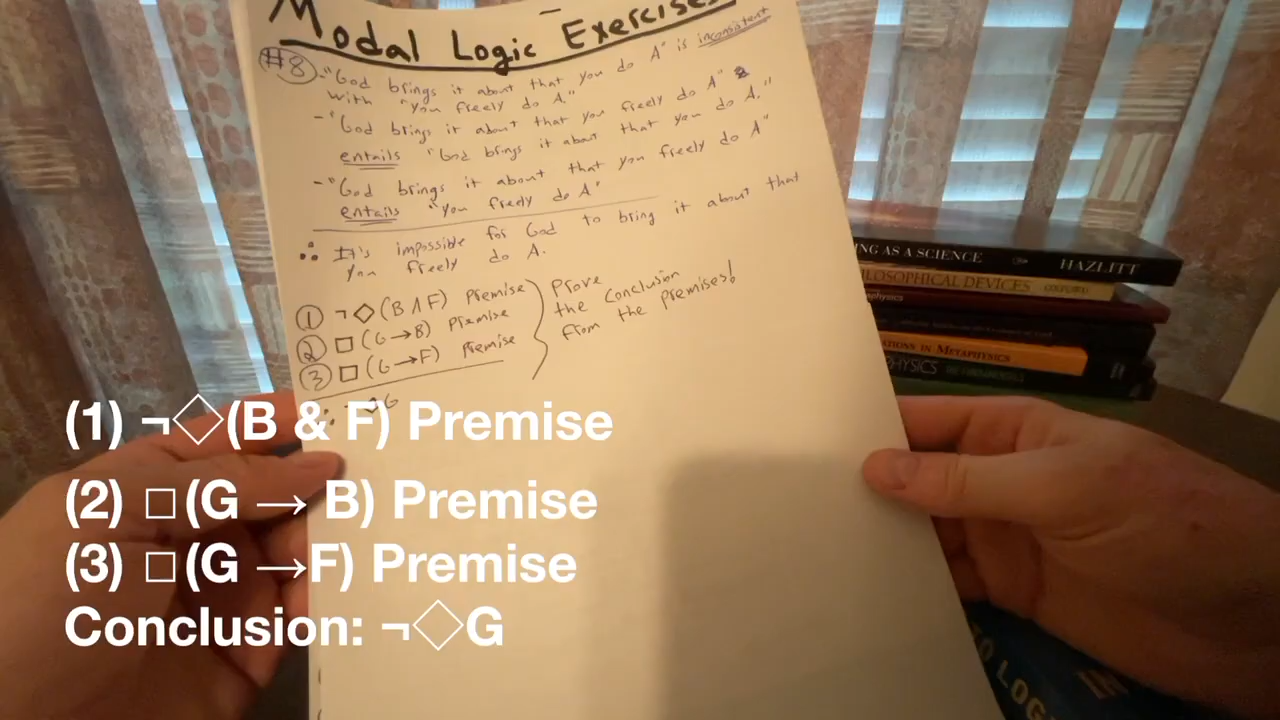 Modal Logic Exercises
#8
-"God brings it about that you do A" is inconsistent
with "You freely do A."
-"God brings it about that you freely do A"
entails "God brings it about that you do A."
-"God brings it about that you freely do A"
entails "You freely do A"
∴ It's impossible for God to bring it about that
you freely do A.
① ¬◇(B∧F) Premise
② □(G→B) Premise
③ □(G→F) Premise
Prove
the conclusion
from the premises!
ING AS A SCIENCE HAZLITT
PHILOSOPHICAL DEVICES OXFORD
ATIONS IN METAPHYSICS
(1) ¬◇(B & F) Premise
(2) □(G → B) Premise
(3) □(G →F) Premise
Conclusion: ¬◇G